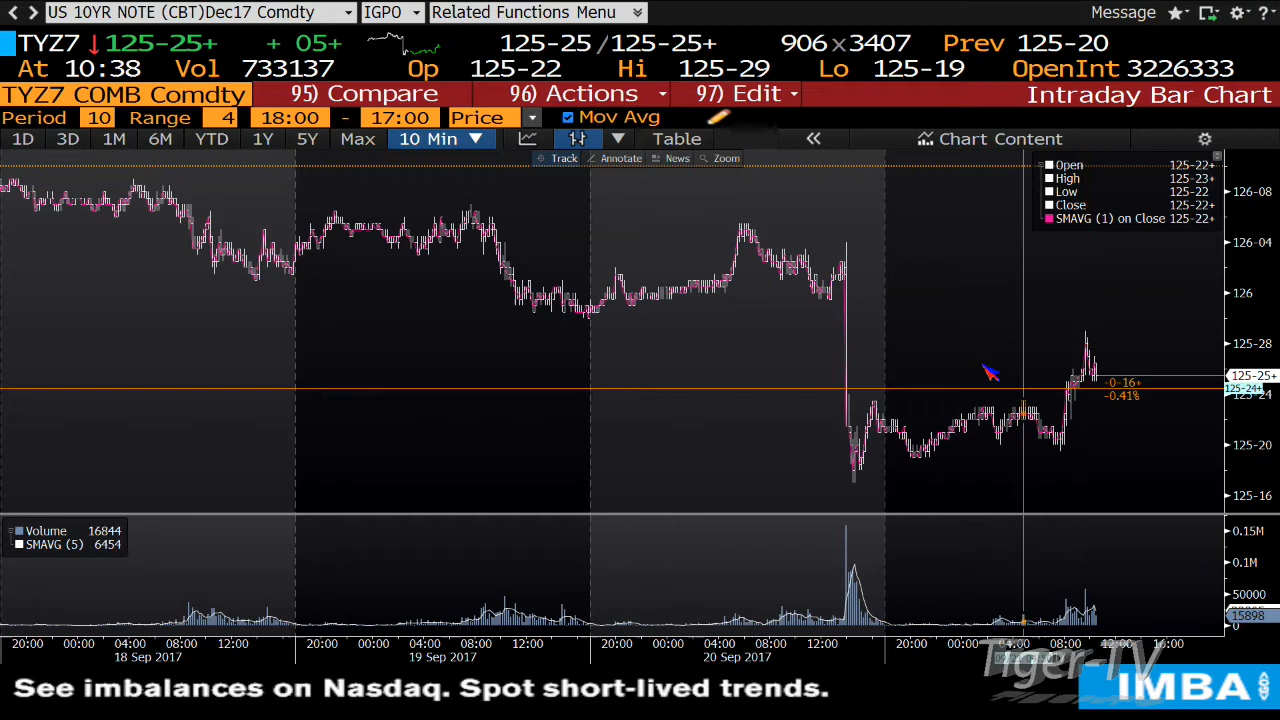 US 10YR NOTE (CBT)Dec17 Comdty IGPO Related Functions Menu Message
TYZ7 125-25+ + 05+ 125-25 / 125-25+ 906 x 3407 Prev 125-20
At 10:38 Vol 733137 Op 125-22 Hi 125-29 Lo 125-19 OpenInt 3226333
TYZ7 COMB Comdty 95) Compare 96) Actions 97) Edit Intraday Bar Chart
Period 10 Range 4 18:00 - 17:00 Price Mov Avg
1D 3D 1M 6M YTD 1Y 5Y Max 10 Min Table Chart Content
Track Annotate News Zoom
Open 125-22+
High 125-23+
Low 125-22
Close 125-22+
SMAVG (1) on Close 125-22+
126-08
126-04
126
125-28
125-25+
125-24+
125-24
125-20
125-16
-0-16+
-0.41%
Volume 16844
SMAVG (5) 6454
0.15M
0.1M
50000
15898
0
20:00 00:00 04:00 08:00 12:00 20:00 00:00 04:00 08:00 12:00 20:00 00:00 04:00 08:00 12:00 20:00 00:00 04:00 08:00 12:00 16:00
18 Sep 2017 19 Sep 2017 20 Sep 2017
Tiger-TV
See imbalances on Nasdaq. Spot short-lived trends.
IMBA